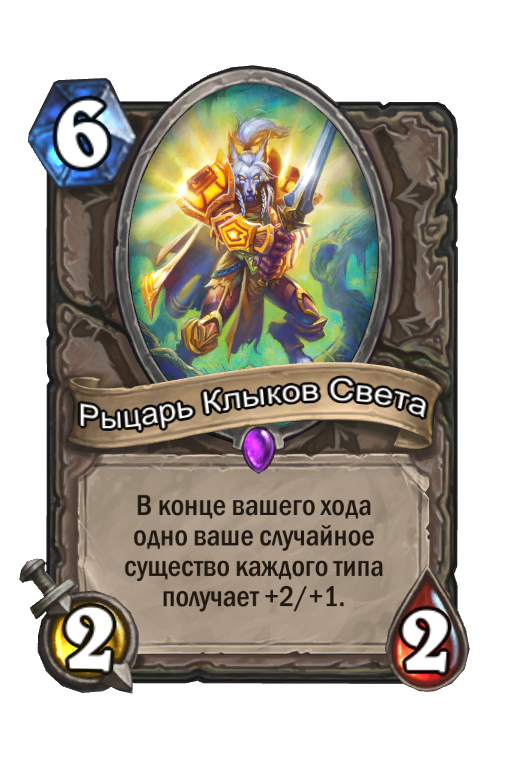 6
Рыцарь Клыков Света
В конце вашего хода
одно ваше случайное
существо каждого типа
получает +2/+1.
2
2